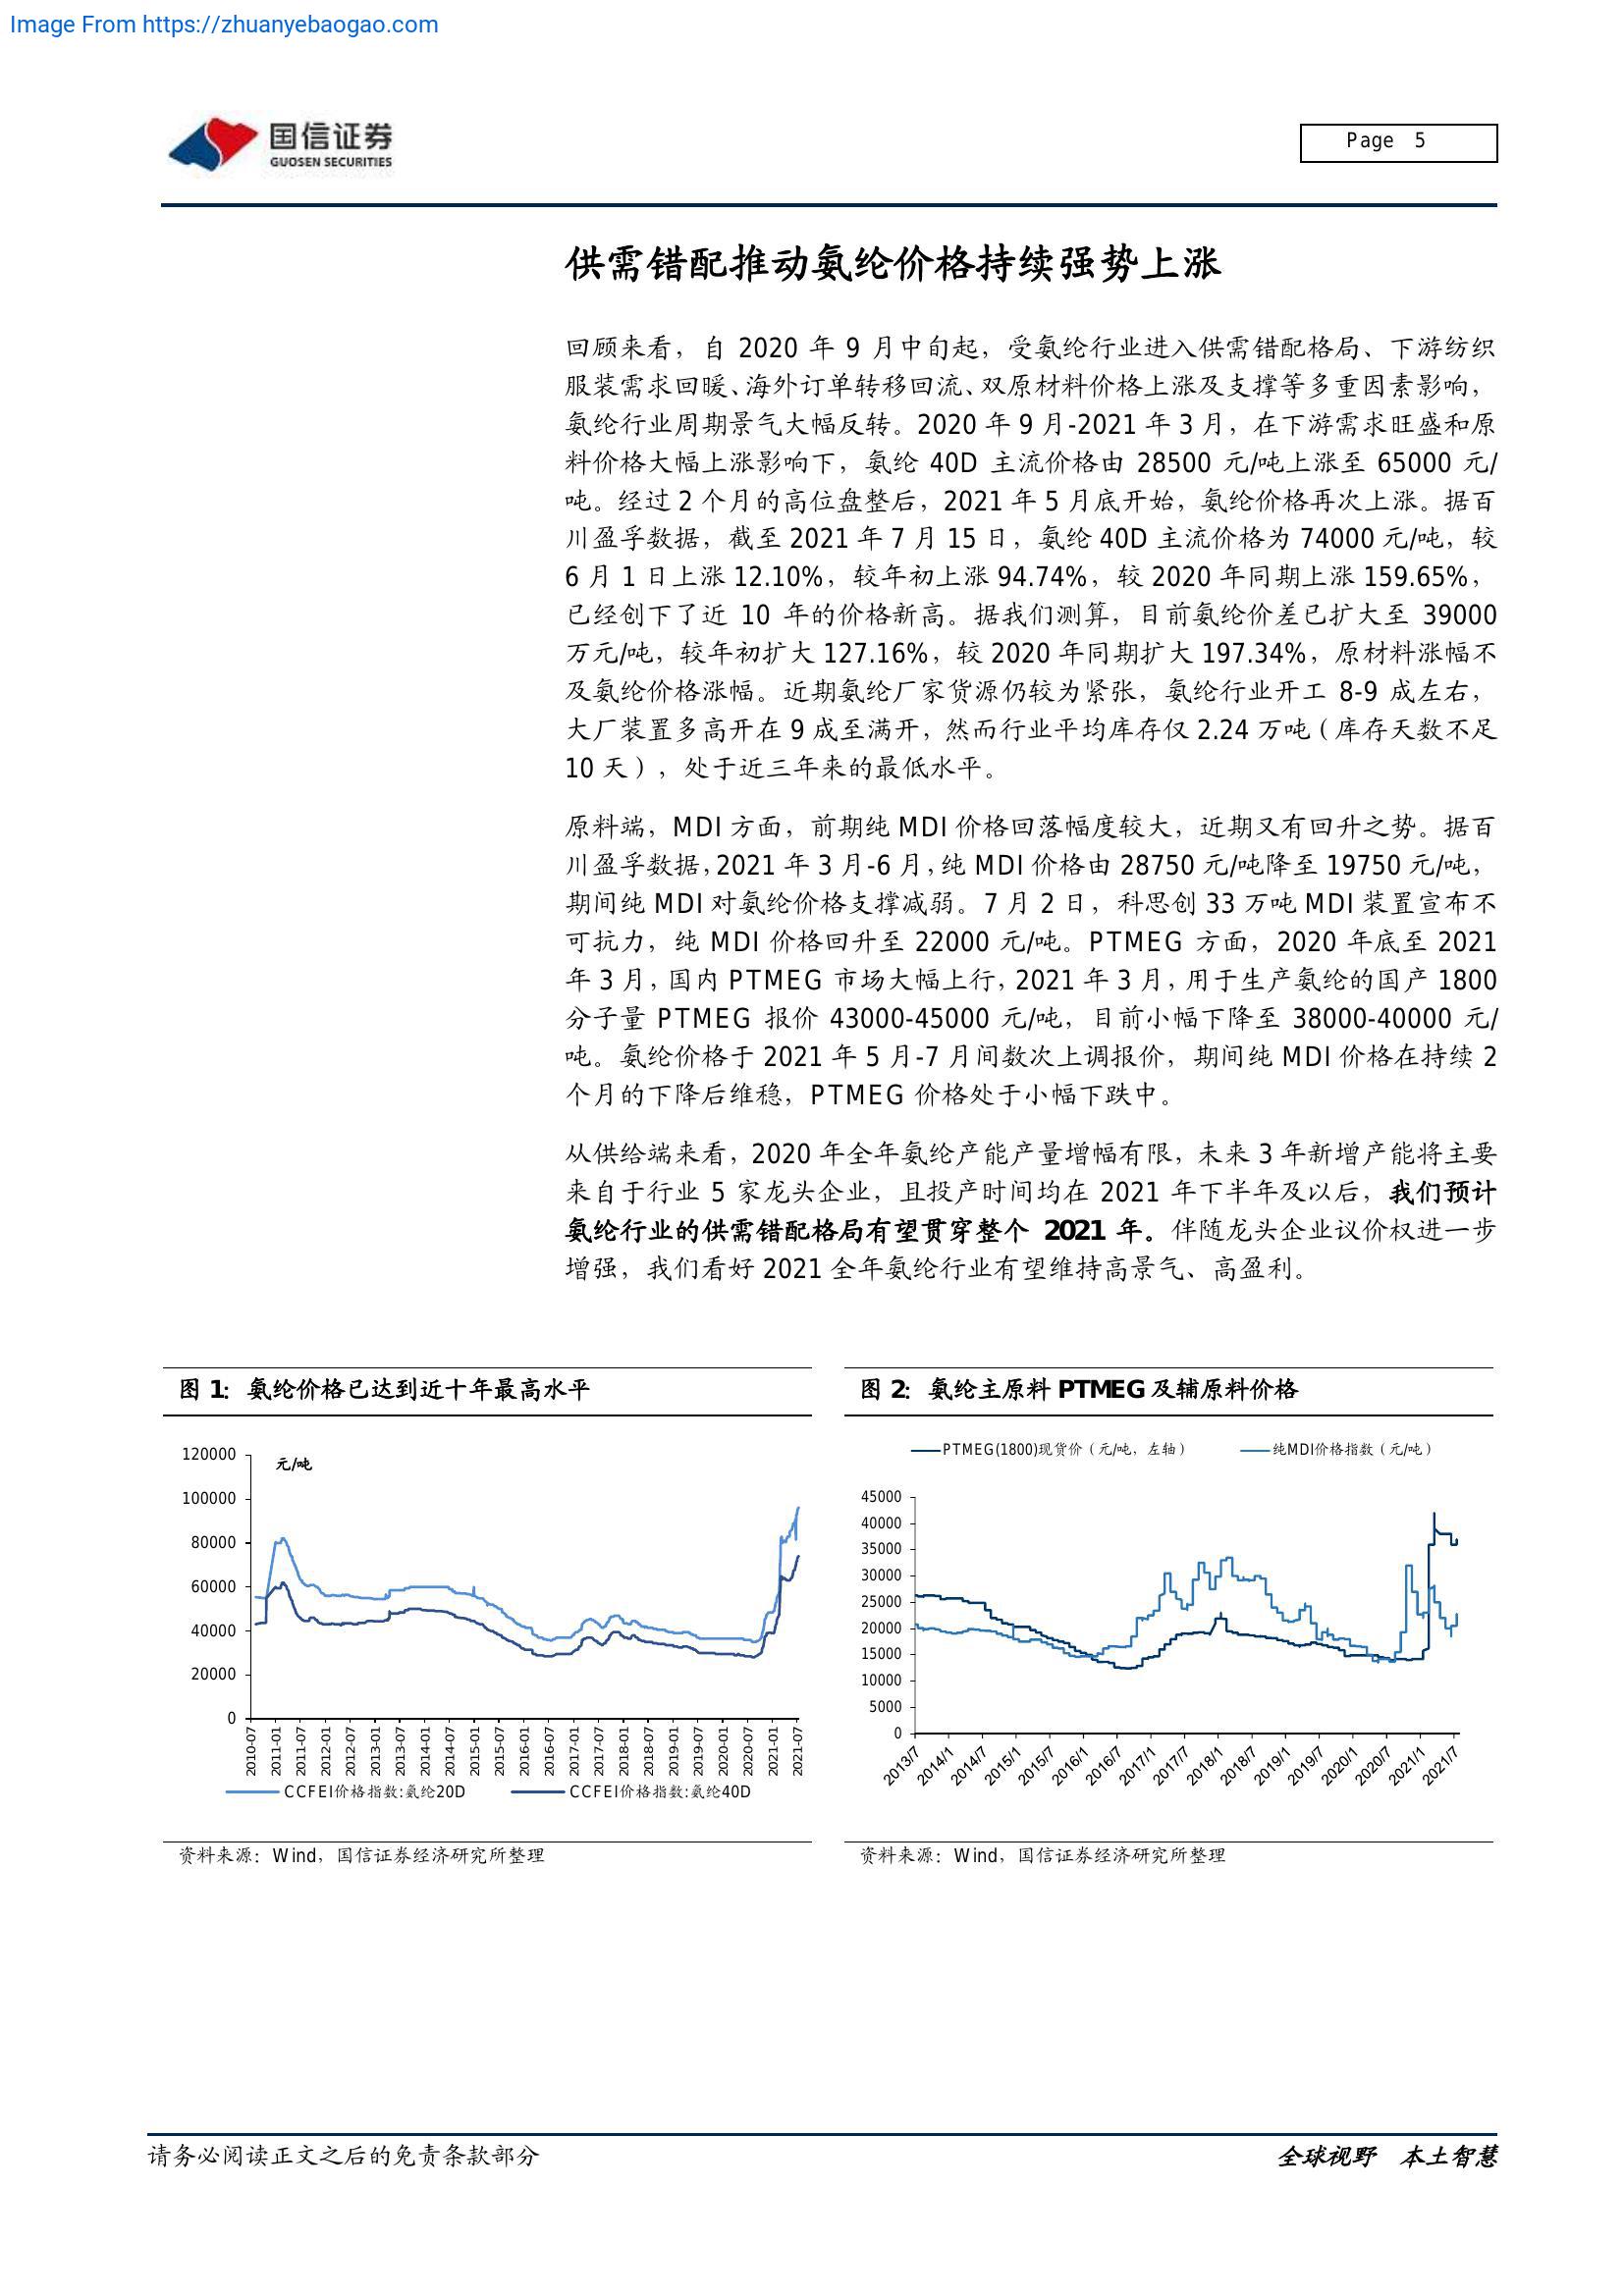 Image From https://zhuanyebaogao.com
国信证券
GUOSEN SECURITIES
Page 5
供需错配推动氨纶价格持续强势上涨
回顾来看，自 2020 年 9 月中旬起，受氨纶行业进入供需错配格局、下游纺织
服装需求回暖、海外订单转移回流、双原材料价格上涨及支撑等多重因素影响，
氨纶行业周期景气大幅反转。2020 年 9 月-2021 年 3 月，在下游需求旺盛和原
料价格大幅上涨影响下，氨纶 40D 主流价格由 28500 元/吨上涨至 65000 元/
吨。经过 2 个月的高位盘整后，2021 年 5 月底开始，氨纶价格再次上涨。据百
川盈孚数据，截至 2021 年 7 月 15 日，氨纶 40D 主流价格为 74000 元/吨，较
6 月 1 日上涨 12.10%，较年初上涨 94.74%，较 2020 年同期上涨 159.65%，
已经创下了近 10 年的价格新高。据我们测算，目前氨纶价差已扩大至 39000
万元/吨，较年初扩大 127.16%，较 2020 年同期扩大 197.34%，原材料涨幅不
及氨纶价格涨幅。近期氨纶厂家货源仍较为紧张，氨纶行业开工 8-9 成左右，
大厂装置多高开在 9 成至满开，然而行业平均库存仅 2.24 万吨（库存天数不足
10 天），处于近三年来的最低水平。
原料端，MDI 方面，前期纯 MDI 价格回落幅度较大，近期又有回升之势。据百
川盈孚数据，2021 年 3 月-6 月，纯 MDI 价格由 28750 元/吨降至 19750 元/吨，
期间纯 MDI 对氨纶价格支撑减弱。7 月 2 日，科思创 33 万吨 MDI 装置宣布不
可抗力，纯 MDI 价格回升至 22000 元/吨。PTMEG 方面，2020 年底至 2021
年 3 月，国内 PTMEG 市场大幅上行，2021 年 3 月，用于生产氨纶的国产 1800
分子量 PTMEG 报价 43000-45000 元/吨，目前小幅下降至 38000-40000 元/
吨。氨纶价格于 2021 年 5 月-7 月间数次上调报价，期间纯 MDI 价格在持续 2
个月的下降后维稳，PTMEG 价格处于小幅下跌中。
从供给端来看，2020 年全年氨纶产能产量增幅有限，未来 3 年新增产能将主要
来自于行业 5 家龙头企业，且投产时间均在 2021 年下半年及以后，我们预计
氨纶行业的供需错配格局有望贯穿整个 2021 年。伴随龙头企业议价权进一步
增强，我们看好 2021 全年氨纶行业有望维持高景气、高盈利。
图 1：氨纶价格已达到近十年最高水平
元/吨
120000
100000
80000
60000
40000
20000
0
2010-07
2011-01
2011-07
2012-01
2012-07
2013-01
2013-07
2014-01
2014-07
2015-01
2015-07
2016-01
2016-07
2017-01
2017-07
2018-01
2018-07
2019-01
2019-07
2020-01
2020-07
2021-01
2021-07
CCFEI价格指数:氨纶20D
CCFEI价格指数:氨纶40D
资料来源：Wind，国信证券经济研究所整理
图 2：氨纶主原料 PTMEG 及辅原料价格
PTMEG(1800)现货价（元/吨，左轴）
纯MDI价格指数（元/吨）
45000
40000
35000
30000
25000
20000
15000
10000
5000
0
2013/7
2014/1
2014/7
2015/1
2015/7
2016/1
2016/7
2017/1
2017/7
2018/1
2018/7
2019/1
2019/7
2020/1
2020/7
2021/1
2021/7
资料来源：Wind，国信证券经济研究所整理
请务必阅读正文之后的免责条款部分
全球视野 本土智慧